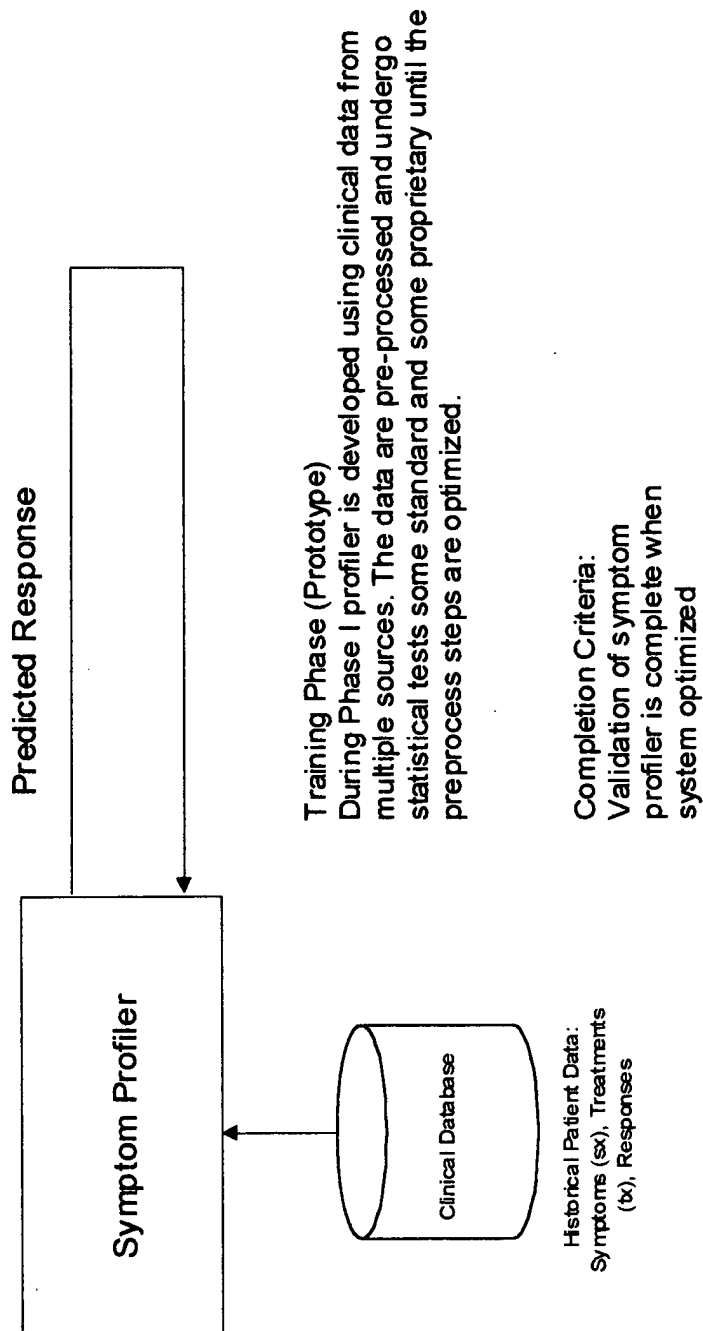 Predicted Response
Symptom Profiler
Clinical Database
Historical Patient Data:
Symptoms (sx), Treatments
(tx), Responses
Training Phase (Prototype)
During Phase I profiler is developed using clinical data from
multiple sources. The data are pre-processed and undergo
statistical tests some standard and some proprietary until the
preprocess steps are optimized.
Completion Criteria:
Validation of symptom
profiler is complete when
system optimized